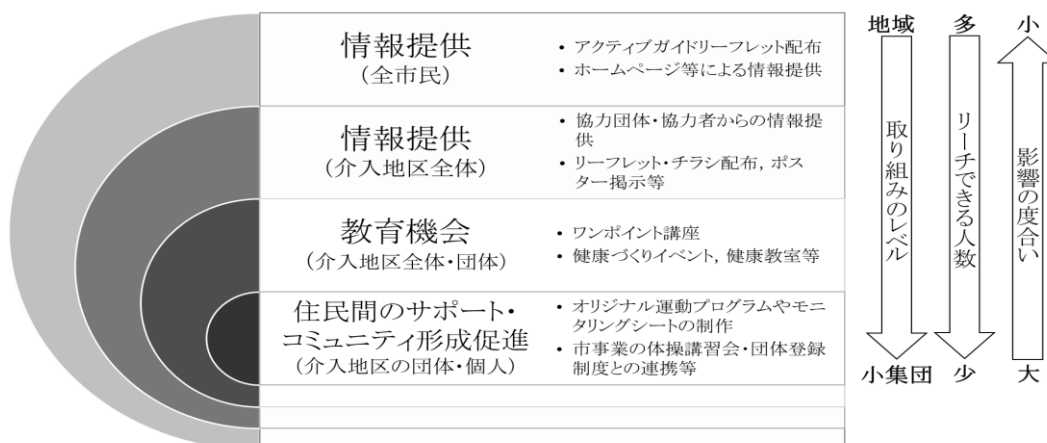 情報提供
(全市民)
• アクティブガイドリーフレット配布
• ホームページ等による情報提供
情報提供
(介入地区全体)
• 協力団体・協力者からの情報提
供
• リーフレット・チラシ配布, ポス
ター掲示等
教育機会
(介入地区全体・団体)
• ワンポイント講座
• 健康づくりイベント, 健康教室等
住民間のサポート・
コミュニティ形成促進
(介入地区の団体・個人)
• オリジナル運動プログラムやモニ
タリングシートの制作
• 市事業の体操講習会・団体登録
制度との連携等
地域
取り組みのレベル
小集団
多
リーチできる人数
少
小
影響の度合い
大